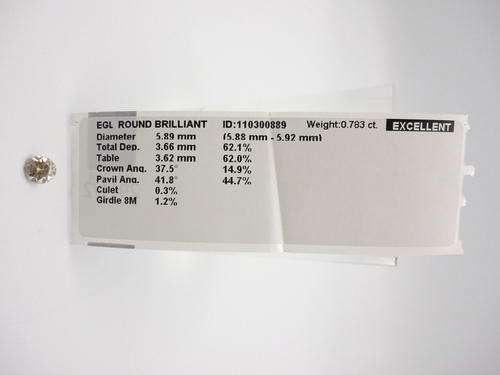 EGL ROUND BRILLIANT ID:110300889 Weight:0.783 ct. EXCELLENT
Diameter 5.89 mm (5.88 mm - 5.92 mm)
Total Dep. 3.66 mm 62.1%
Table 3.62 mm 62.0%
Crown Ang. 37.5° 14.9%
Pavil Ang. 41.8° 44.7%
Culet 0.3%
Girdle 8M 1.2%